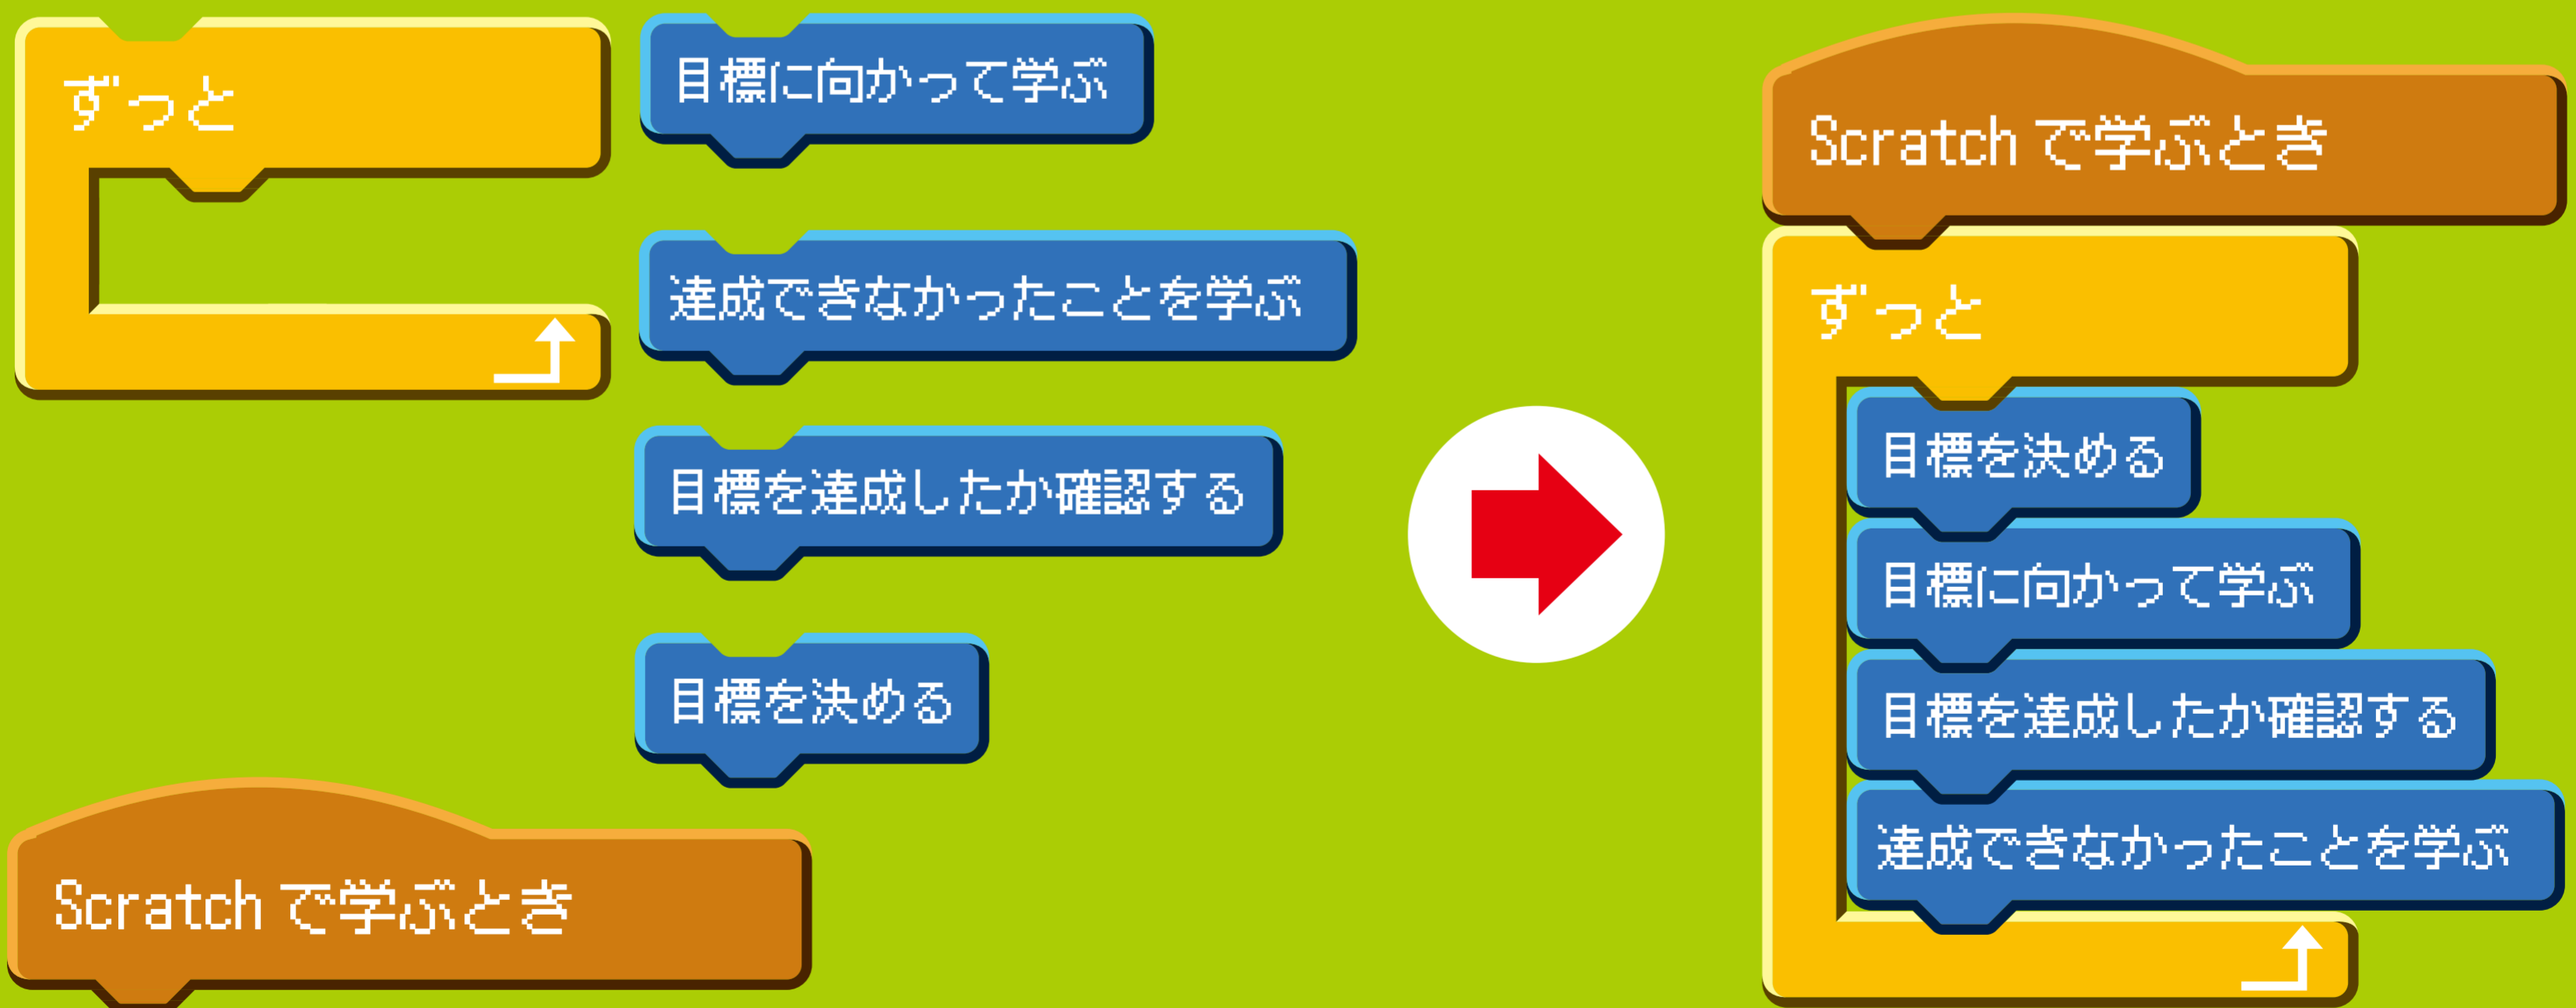 ずっと
目標に向かって学ぶ
達成できなかったことを学ぶ
目標を達成したか確認する
目標を決める
Scratch で学ぶとき
Scratch で学ぶとき
ずっと
目標を決める
目標に向かって学ぶ
目標を達成したか確認する
達成できなかったことを学ぶ